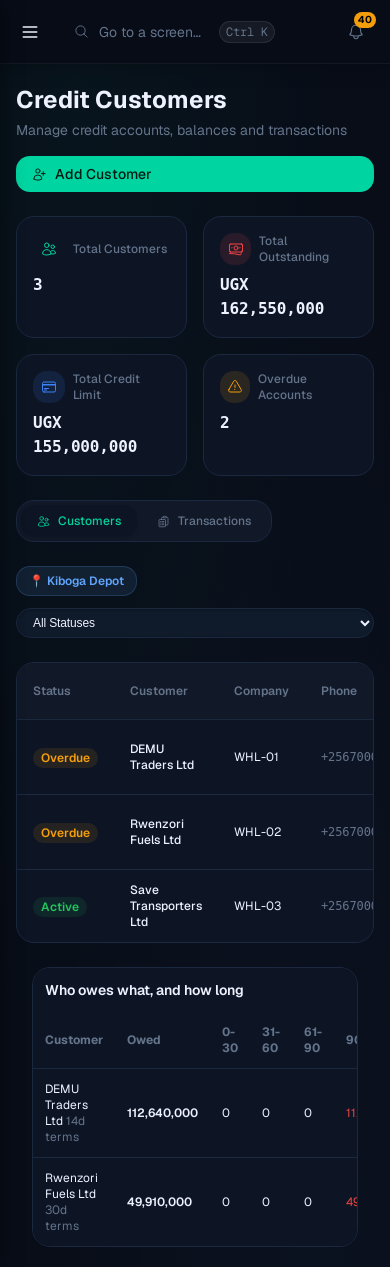 Go to a screen...
Ctrl K
40
Credit Customers
Manage credit accounts, balances and transactions
Add Customer
Total Customers
3
Total
Outstanding
UGX
162,550,000
Total Credit
Limit
UGX
155,000,000
Overdue
Accounts
2
Customers
Transactions
📍 Kiboga Depot
All Statuses
Status Customer Company Phone
Overdue
DEMU
Traders Ltd
WHL-01
+2567000
Overdue
Rwenzori
Fuels Ltd
WHL-02
+2567000
Active
Save
Transporters
Ltd
WHL-03
+2567000
Who owes what, and how long
Customer
Owed
0-
30
31-
60
61-
90
DEMU
Traders
Ltd 14d
terms
112,640,000
0
0
0
11
Rwenzori
Fuels Ltd
30d
terms
49,910,000
0
0
0
49